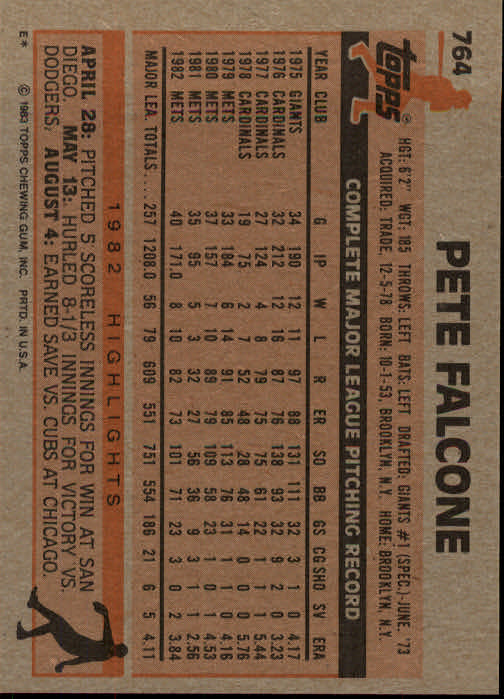 764
topps®
PETE FALCONE
HGT: 6'2" WGT: 185 THROWS: LEFT BATS: LEFT DRAFTED: GIANTS #1 (SPEC.)-JUNE, '73
ACQUIRED: TRADE, 12-5-78 BORN: 10-1-53, BROOKLYN, N.Y. HOME: BROOKLYN, N.Y.
COMPLETE MAJOR LEAGUE PITCHING RECORD
YEAR CLUB G IP W L R ER SO BB GS CG SHO SV ERA
1975 GIANTS 34 190 12 11 97 88 131 111 32 3 1 0 4.17
1976 CARDINALS 32 212 12 16 87 76 138 93 32 9 2 0 3.23
1977 CARDINALS 27 124 4 8 79 75 75 61 22 1 1 1 5.44
1978 CARDINALS 19 75 2 7 52 48 28 48 14 0 0 0 5.76
1979 METS 33 184 6 14 91 85 113 76 31 1 1 0 4.16
1980 METS 37 157 7 10 89 79 109 58 23 1 0 1 4.53
1981 METS 35 95 5 3 32 27 56 36 9 3 1 1 2.56
1982 METS 40 171.0 8 10 82 73 101 71 23 3 0 2 3.84
MAJOR LEA. TOTALS.... 257 1208.0 56 79 609 551 751 554 186 21 6 5 4.11
1982 HIGHLIGHTS
APRIL 28: PITCHED 5 SCORELESS INNINGS FOR WIN AT SAN
DIEGO. MAY 13: HURLED 8-1/3 INNINGS FOR VICTORY VS.
DODGERS. AUGUST 4: EARNED SAVE VS. CUBS AT CHICAGO.
E* © 1983 TOPPS CHEWING GUM, INC. PRTD. IN U.S.A.